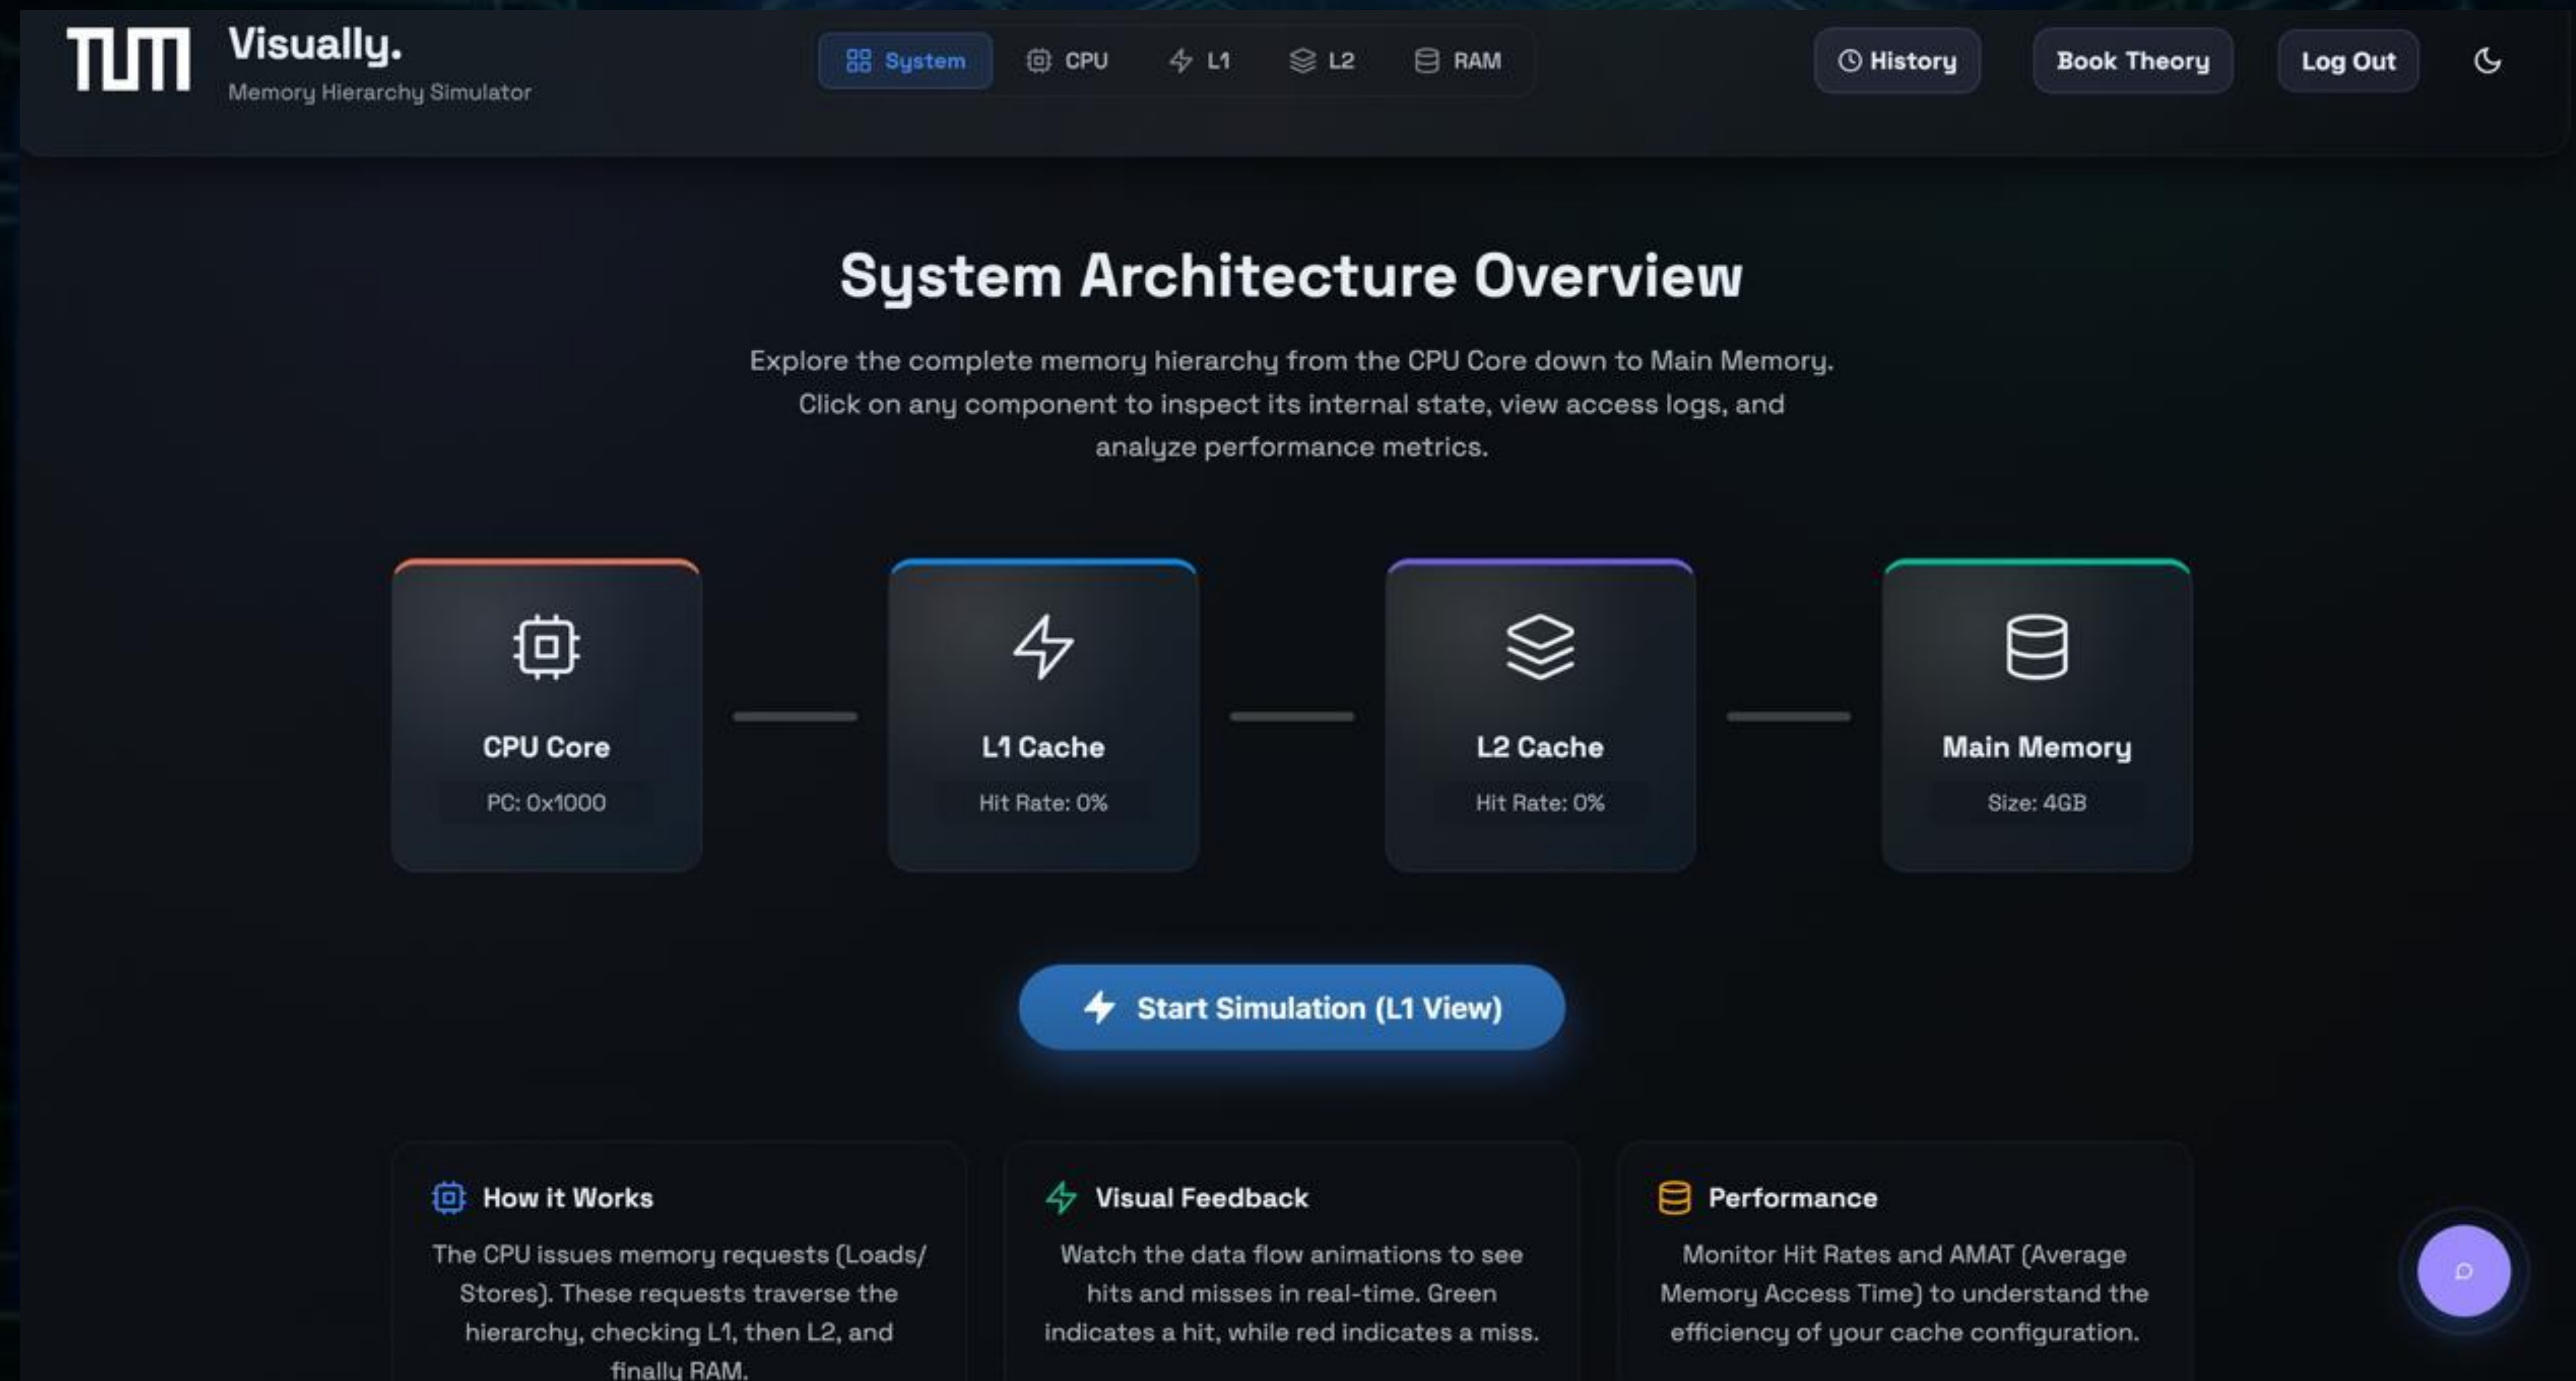 TUM
Visually.
Memory Hierarchy Simulator
System
CPU
L1
L2
RAM
History
Book Theory
Log Out
System Architecture Overview
Explore the complete memory hierarchy from the CPU Core down to Main Memory.
Click on any component to inspect its internal state, view access logs, and
analyze performance metrics.
CPU Core
PC: 0x1000
L1 Cache
Hit Rate: 0%
L2 Cache
Hit Rate: 0%
Main Memory
Size: 4GB
Start Simulation (L1 View)
How it Works
The CPU issues memory requests (Loads/
Stores). These requests traverse the
hierarchy, checking L1, then L2, and
finally RAM.
Visual Feedback
Watch the data flow animations to see
hits and misses in real-time. Green
indicates a hit, while red indicates a miss.
Performance
Monitor Hit Rates and AMAT (Average
Memory Access Time) to understand the
efficiency of your cache configuration.